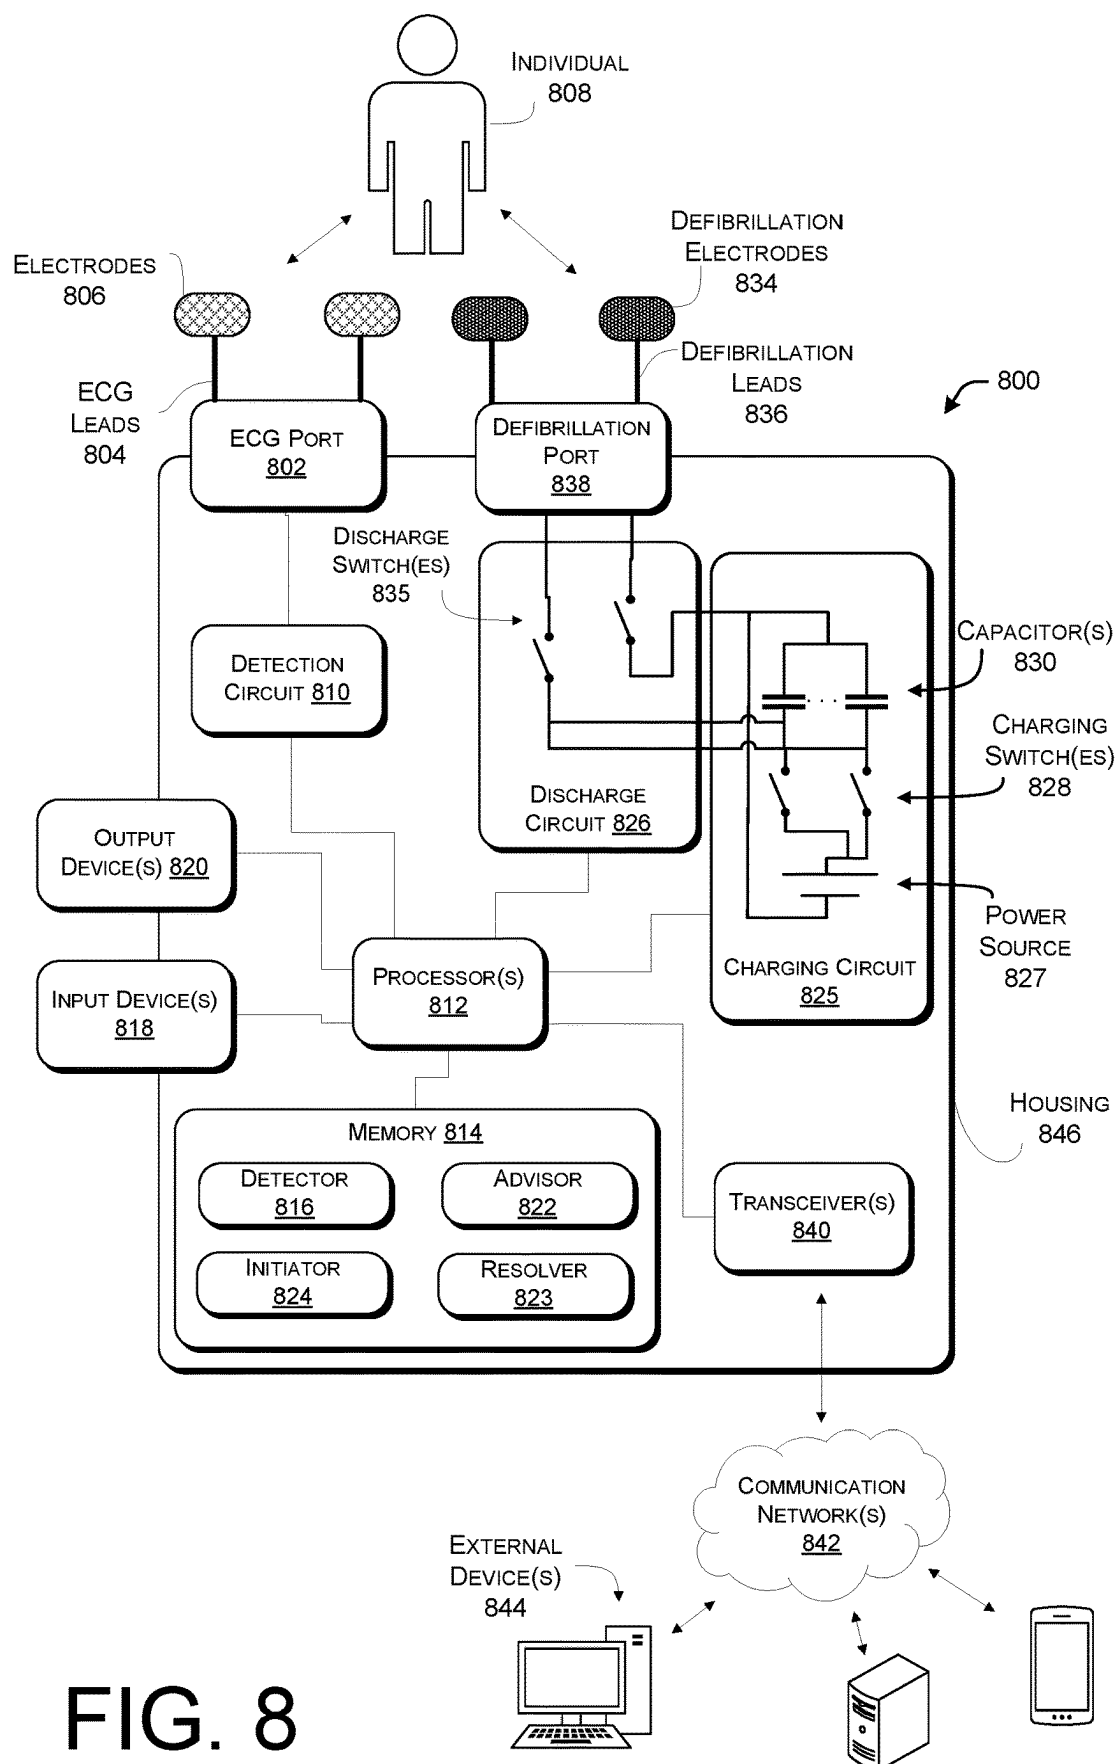 INDIVIDUAL
808
ELECTRODES
806
DEFIBRILLATION
ELECTRODES
834
ECG
LEADS
804
DEFIBRILLATION
LEADS
836
800
ECG PORT
802
DEFIBRILLATION
PORT
838
DISCHARGE
SWITCH(ES)
835
DETECTION
CIRCUIT 810
CAPACITOR(S)
830
CHARGING
SWITCH(ES)
828
DISCHARGE
CIRCUIT 826
OUTPUT
DEVICE(S) 820
POWER
SOURCE
827
PROCESSOR(S)
812
CHARGING CIRCUIT
825
INPUT DEVICE(S)
818
HOUSING
846
MEMORY 814
DETECTOR
816
ADVISOR
822
INITIATOR
824
RESOLVER
823
TRANSCEIVER(S)
840
COMMUNICATION
NETWORK(S)
842
EXTERNAL
DEVICE(S)
844
FIG. 8